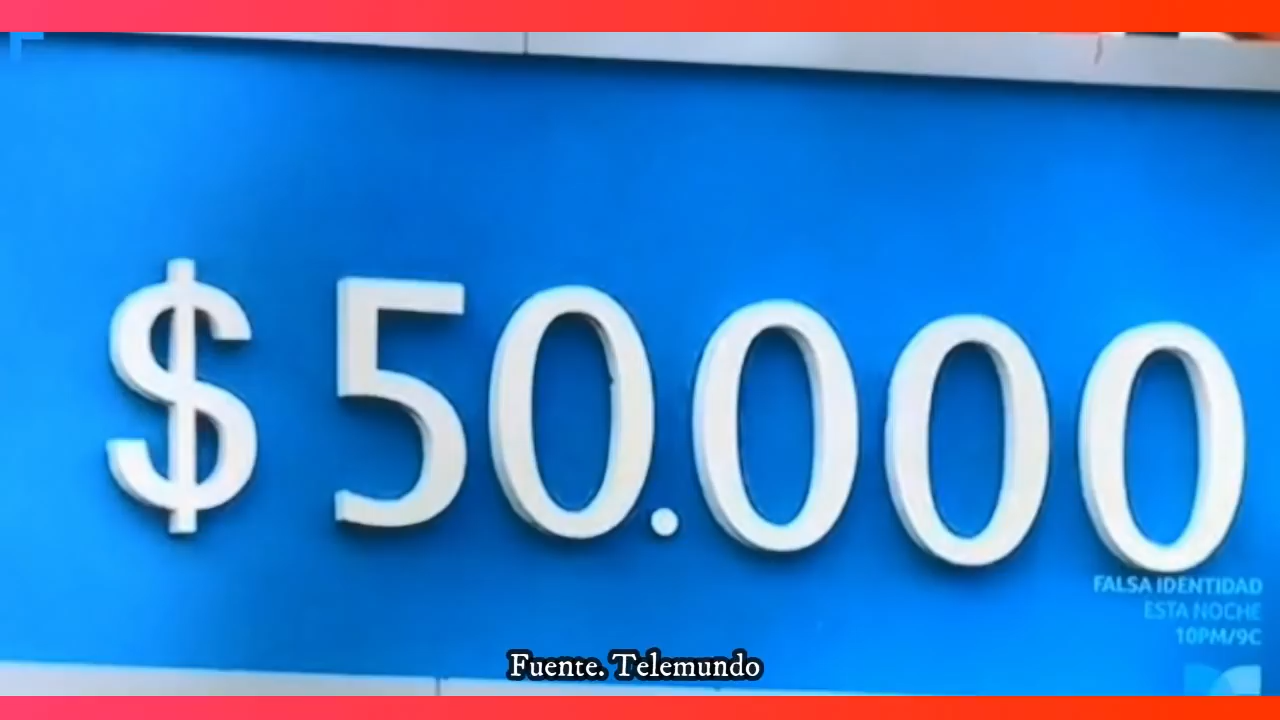 $ 50.000
FALSA IDENTIDAD
ESTA NOCHE
10PM/9C
Fuente. Telemundo